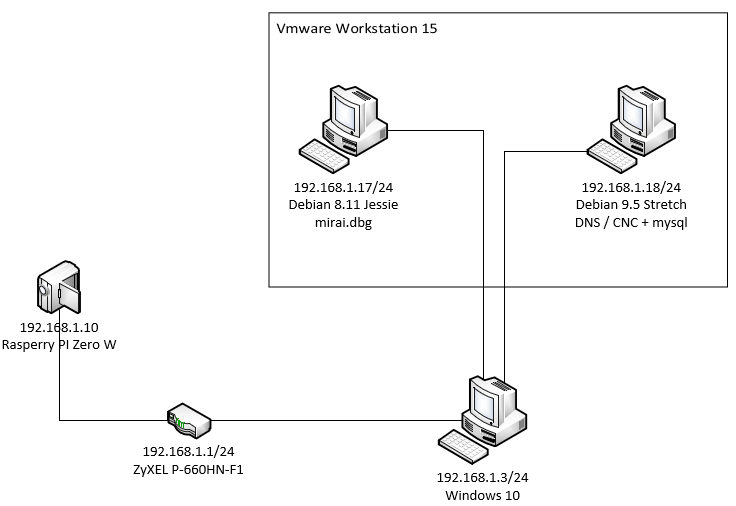 Vmware Workstation 15
192.168.1.17/24
Debian 8.11 Jessie
mirai.dbg
192.168.1.18/24
Debian 9.5 Stretch
DNS / CNC + mysql
192.168.1.10
Rasperry PI Zero W
192.168.1.1/24
ZyXEL P-660HN-F1
192.168.1.3/24
Windows 10